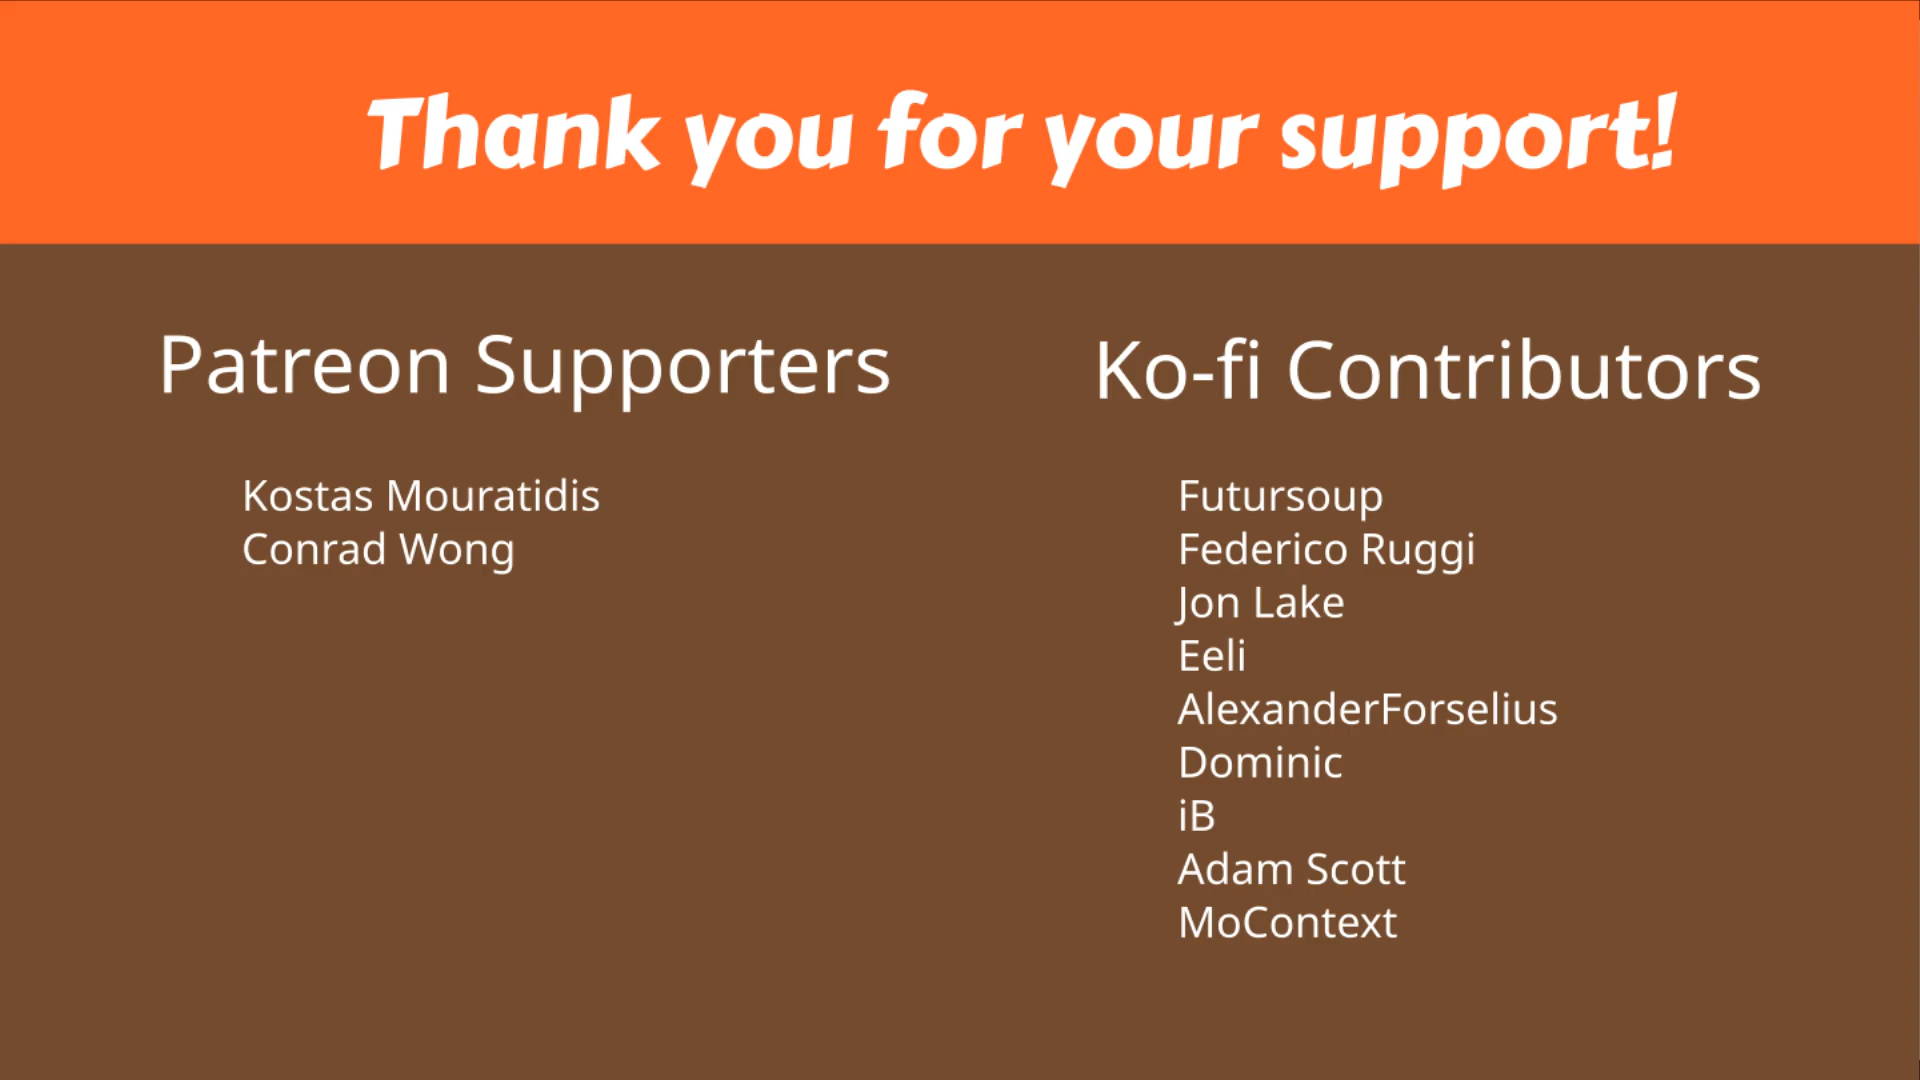 Thank you for your support!
Patreon Supporters
Kostas Mouratidis
Conrad Wong
Ko-fi Contributors
Futursoup
Federico Ruggi
Jon Lake
Eeli
AlexanderForselius
Dominic
iB
Adam Scott
MoContext